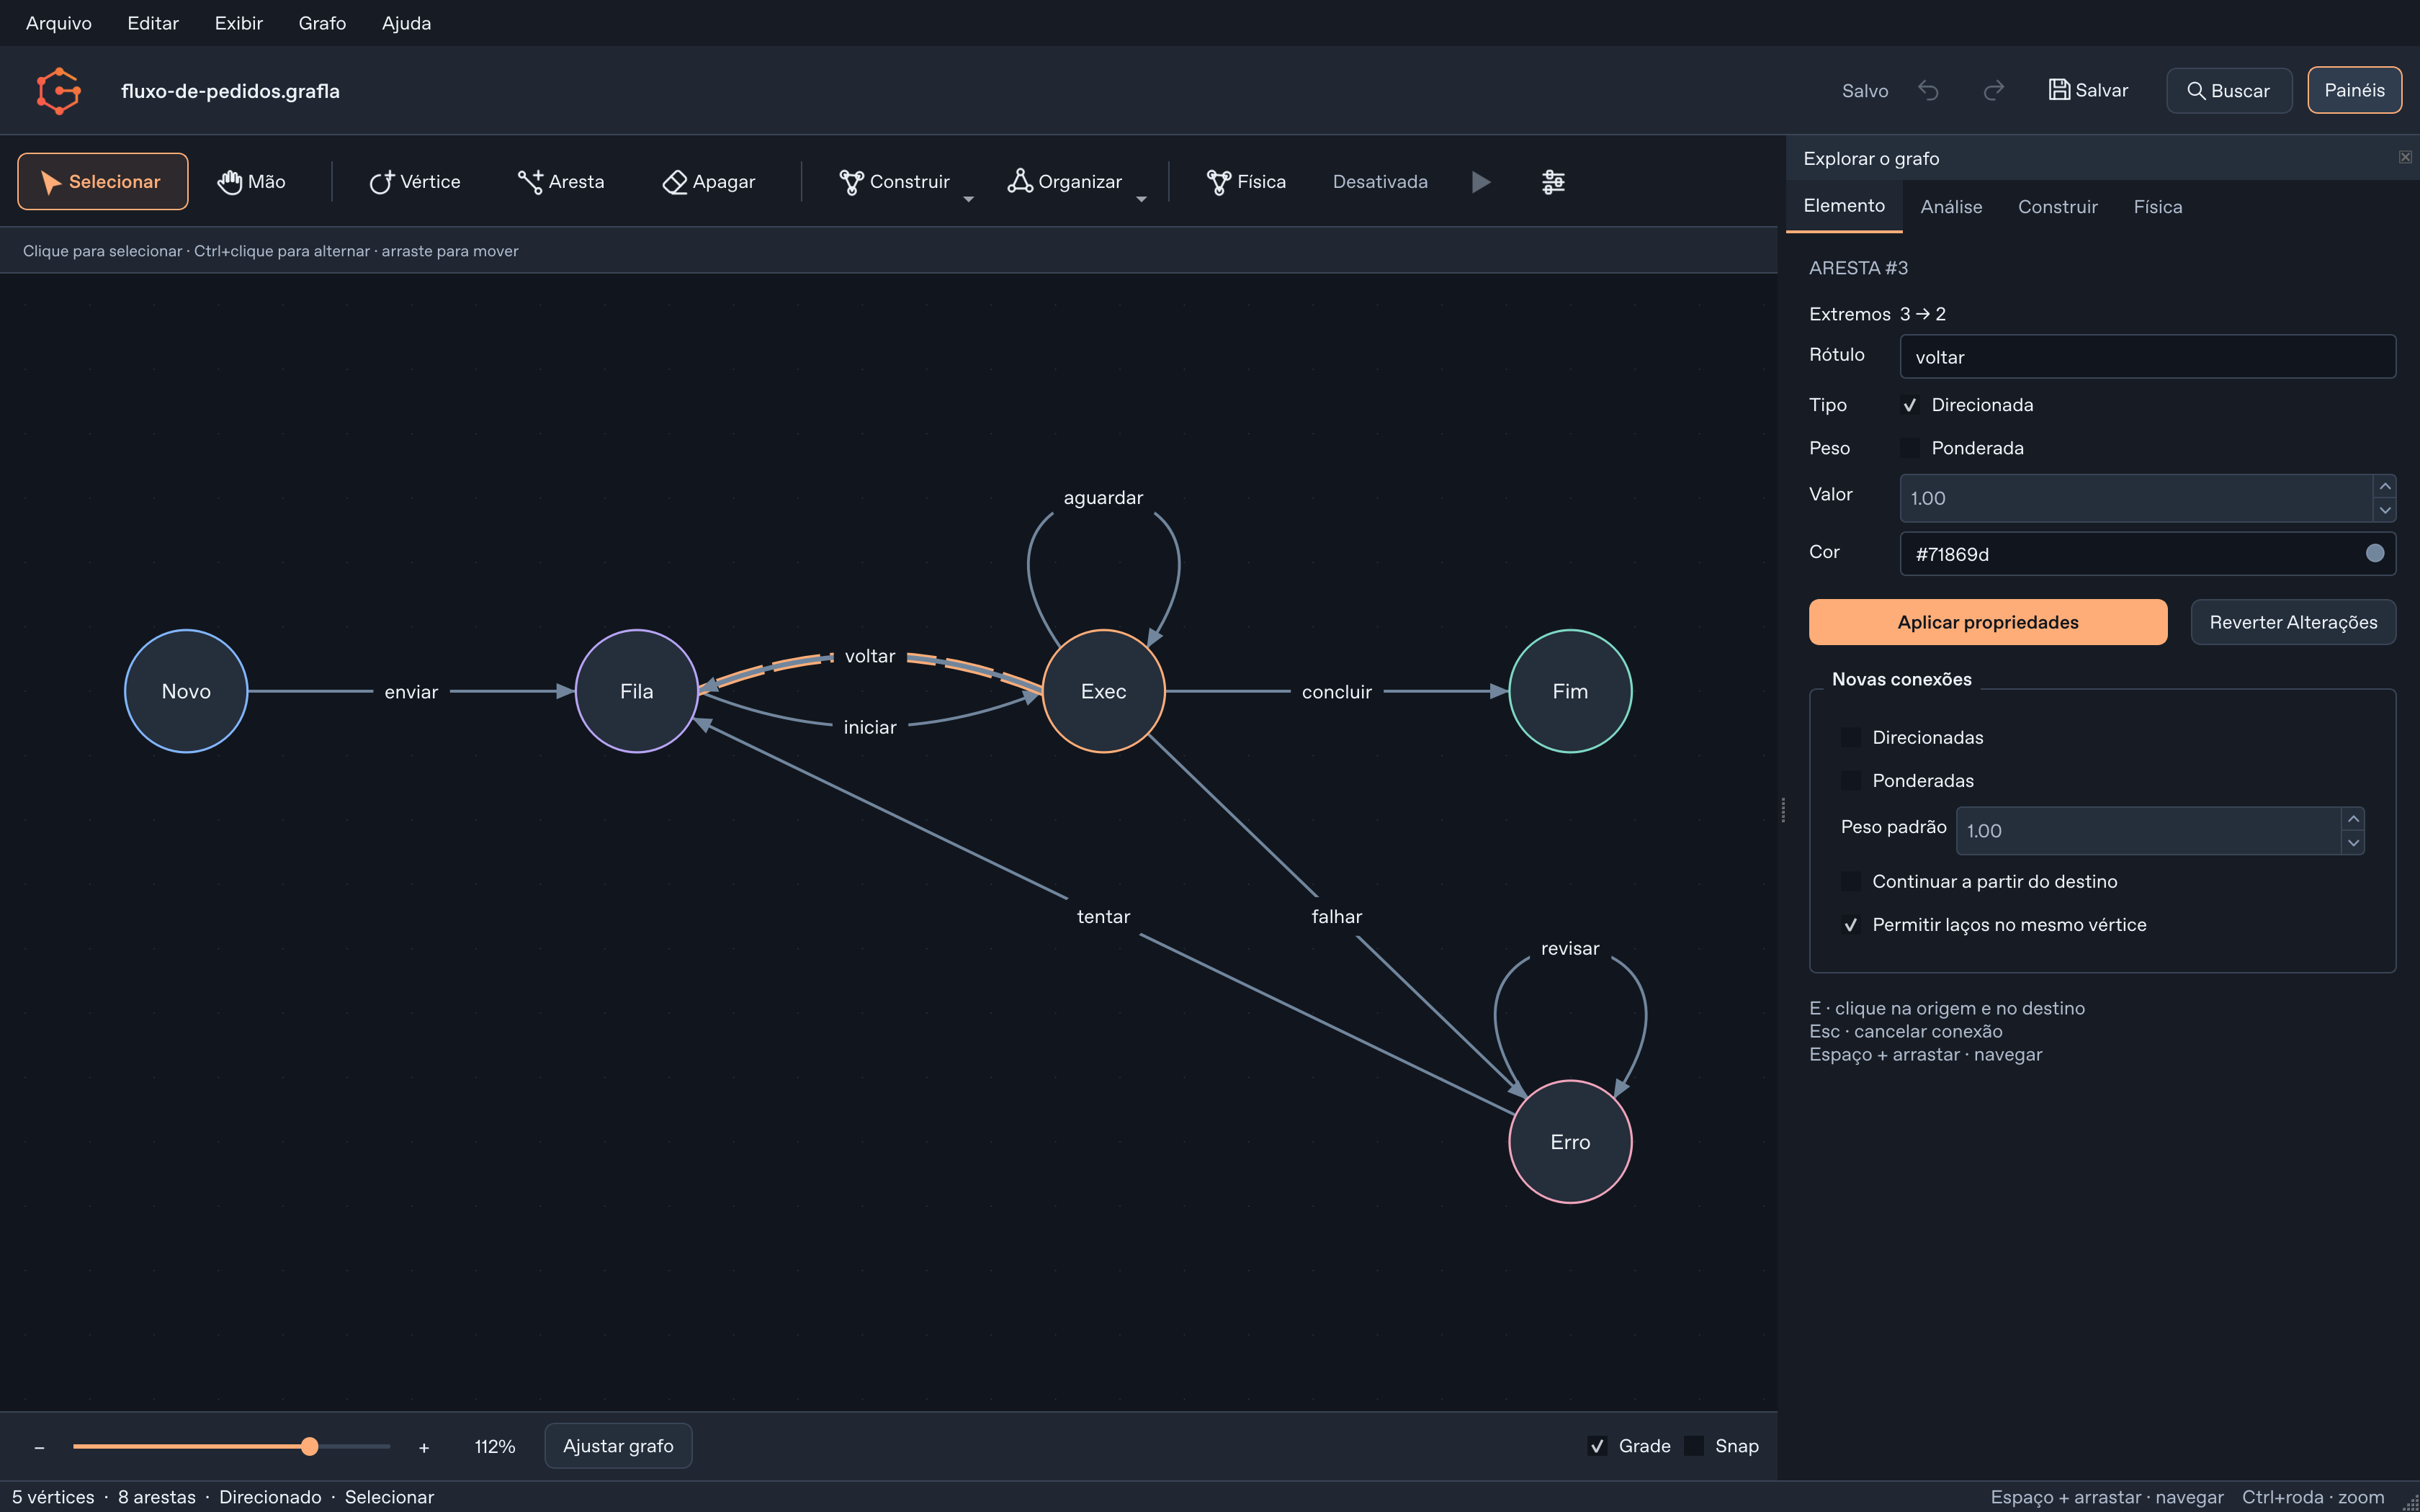 Arquivo Editar Exibir Grafo Ajuda
fluxo-de-pedidos.grafla Salvo Salvar Buscar Painéis
Selecionar Mão Vértice Aresta Apagar Construir Organizar Física Desativada
Clique para selecionar · Ctrl+clique para alternar · arraste para mover
aguardar
voltar
Novo enviar Fila Exec concluir Fim
iniciar
tentar falhar
revisar
Erro
− + 112% Ajustar grafo Grade Snap
Explorar o grafo
Elemento Análise Construir Física
ARESTA #3
Extremos 3 → 2
Rótulo voltar
Tipo Direcionada
Peso Ponderada
Valor 1.00
Cor #71869d
Aplicar propriedades Reverter Alterações
Novas conexões
Direcionadas
Ponderadas
Peso padrão 1.00
Continuar a partir do destino
Permitir laços no mesmo vértice
E · clique na origem e no destino
Esc · cancelar conexão
Espaço + arrastar · navegar
5 vértices · 8 arestas · Direcionado · Selecionar Espaço + arrastar · navegar Ctrl+roda · zoom